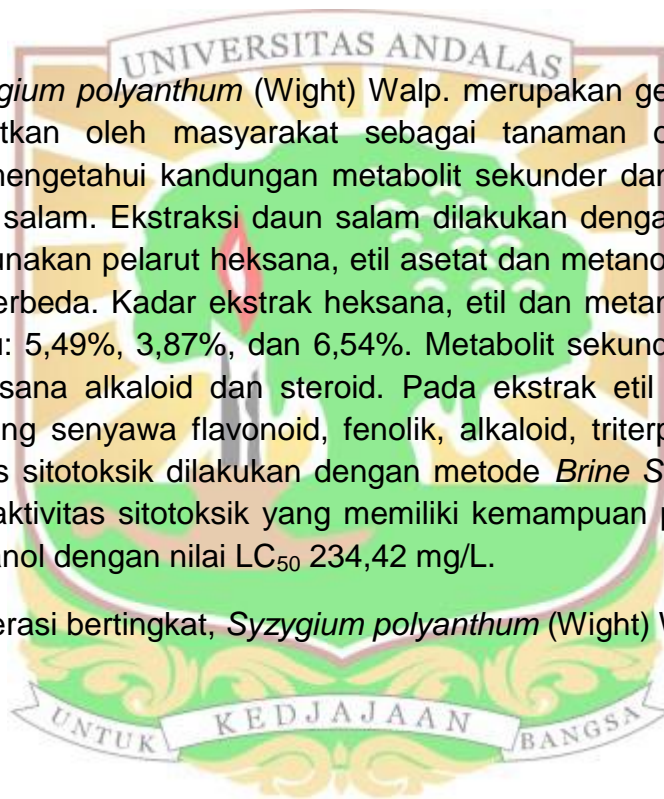 UNIVERSITAS ANDALAS
gium polyanthum (Wight) Walp. merupakan ge
tkan oleh masyarakat sebagai tanaman o
mengetahui kandungan metabolit sekunder dar
salam. Ekstraksi daun salam dilakukan denga
unakan pelarut heksana, etil asetat dan metano
erbeda. Kadar ekstrak heksana, etil dan metar
u: 5,49%, 3,87%, dan 6,54%. Metabolit sekund
sana alkaloid dan steroid. Pada ekstrak etil
ng senyawa flavonoid, fenolik, alkaloid, triterp
s sitotoksik dilakukan dengan metode Brine S
aktivitas sitotoksik yang memiliki kemampuan p
anol dengan nilai LC₅₀ 234,42 mg/L.
erasi bertingkat, Syzygium polyanthum (Wight) W
UNTUK KEDJAJAAN BANGSA